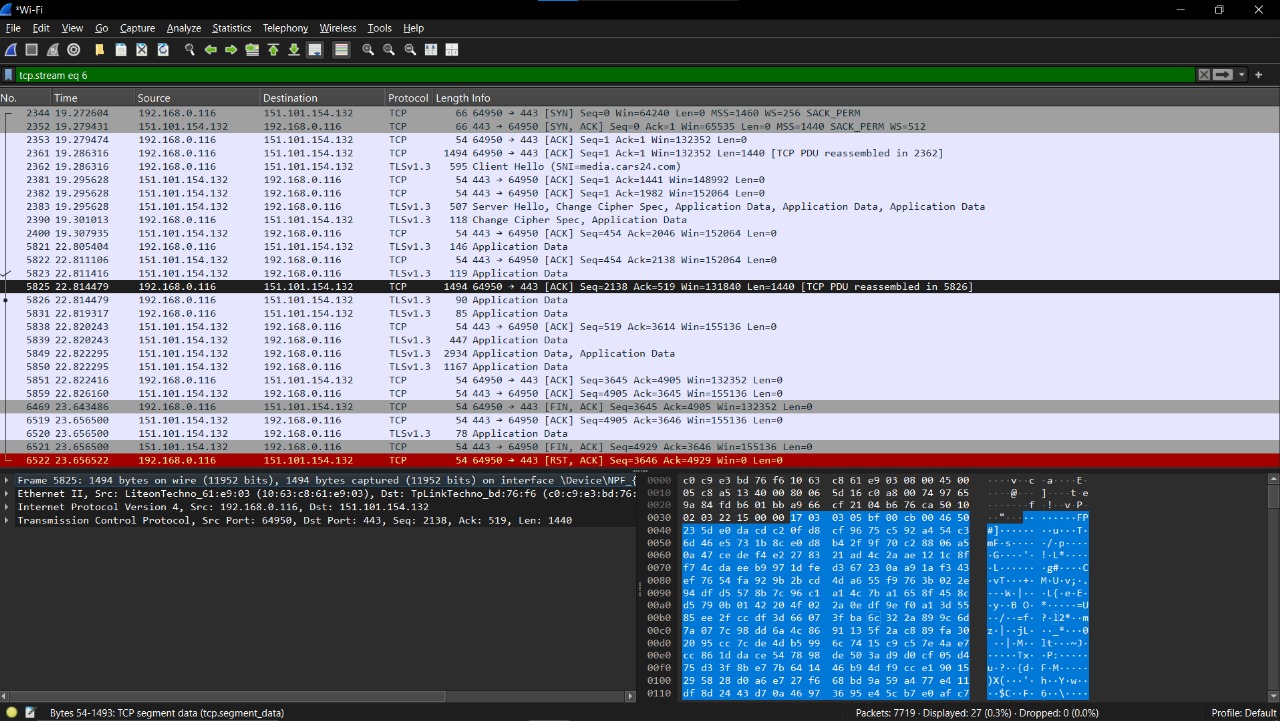 *Wi-Fi
File Edit View Go Capture Analyze Statistics Telephony Wireless Tools Help
tcp.stream eq 6
No. Time Source Destination Protocol Length Info
2344 19.272604 192.168.0.116 151.101.154.132 TCP 66 64950 → 443 [SYN] Seq=0 Win=64240 Len=0 MSS=1460 WS=256 SACK_PERM
2352 19.279431 151.101.154.132 192.168.0.116 TCP 66 443 → 64950 [SYN, ACK] Seq=0 Ack=1 Win=65535 Len=0 MSS=1440 SACK_PERM WS=512
2353 19.279474 192.168.0.116 151.101.154.132 TCP 54 64950 → 443 [ACK] Seq=1 Ack=1 Win=132352 Len=0
2361 19.286316 192.168.0.116 151.101.154.132 TCP 1494 64950 → 443 [ACK] Seq=1 Ack=1 Win=132352 Len=1440 [TCP PDU reassembled in 2362]
2362 19.286316 192.168.0.116 151.101.154.132 TLSv1.3 595 Client Hello (SNI=media.cars24.com)
2381 19.295628 151.101.154.132 192.168.0.116 TCP 54 443 → 64950 [ACK] Seq=1 Ack=1441 Win=148992 Len=0
2382 19.295628 151.101.154.132 192.168.0.116 TCP 54 443 → 64950 [ACK] Seq=1 Ack=1982 Win=152064 Len=0
2383 19.295628 151.101.154.132 192.168.0.116 TLSv1.3 507 Server Hello, Change Cipher Spec, Application Data, Application Data, Application Data
2390 19.301013 192.168.0.116 151.101.154.132 TLSv1.3 118 Change Cipher Spec, Application Data
2400 19.307935 151.101.154.132 192.168.0.116 TCP 54 443 → 64950 [ACK] Seq=454 Ack=2046 Win=152064 Len=0
5821 22.805404 192.168.0.116 151.101.154.132 TLSv1.3 146 Application Data
5822 22.811106 151.101.154.132 192.168.0.116 TCP 54 443 → 64950 [ACK] Seq=454 Ack=2138 Win=152064 Len=0
5823 22.811416 151.101.154.132 192.168.0.116 TLSv1.3 119 Application Data
5825 22.814479 192.168.0.116 151.101.154.132 TCP 1494 64950 → 443 [ACK] Seq=2138 Ack=519 Win=131840 Len=1440 [TCP PDU reassembled in 5826]
5826 22.814479 192.168.0.116 151.101.154.132 TLSv1.3 90 Application Data
5831 22.819317 192.168.0.116 151.101.154.132 TLSv1.3 85 Application Data
5838 22.820243 151.101.154.132 192.168.0.116 TCP 54 443 → 64950 [ACK] Seq=519 Ack=3614 Win=155136 Len=0
5839 22.820243 151.101.154.132 192.168.0.116 TLSv1.3 447 Application Data
5849 22.822295 151.101.154.132 192.168.0.116 TLSv1.3 2934 Application Data, Application Data
5850 22.822295 151.101.154.132 192.168.0.116 TLSv1.3 1167 Application Data
5851 22.822416 192.168.0.116 151.101.154.132 TCP 54 64950 → 443 [ACK] Seq=3645 Ack=4905 Win=132352 Len=0
5859 22.826160 151.101.154.132 192.168.0.116 TCP 54 443 → 64950 [ACK] Seq=4905 Ack=3645 Win=155136 Len=0
6469 23.643486 192.168.0.116 151.101.154.132 TCP 54 64950 → 443 [FIN, ACK] Seq=3645 Ack=4905 Win=132352 Len=0
6519 23.656500 151.101.154.132 192.168.0.116 TCP 54 443 → 64950 [ACK] Seq=4905 Ack=3646 Win=155136 Len=0
6520 23.656500 151.101.154.132 192.168.0.116 TLSv1.3 78 Application Data
6521 23.656500 151.101.154.132 192.168.0.116 TCP 54 443 → 64950 [FIN, ACK] Seq=4929 Ack=3646 Win=155136 Len=0
6522 23.656522 192.168.0.116 151.101.154.132 TCP 54 64950 → 443 [RST, ACK] Seq=3646 Ack=4929 Win=0 Len=0
Frame 5825: 1494 bytes on wire (11952 bits), 1494 bytes captured (11952 bits) on interface \Device\NPF_{
Ethernet II, Src: LiteonTechno_61:e9:03 (10:63:c8:61:e9:03), Dst: TpLinkTechno_bd:76:f6 (c0:c9:e3:bd:76:
Internet Protocol Version 4, Src: 192.168.0.116, Dst: 151.101.154.132
Transmission Control Protocol, Src Port: 64950, Dst Port: 443, Seq: 2138, Ack: 519, Len: 1440
0000 c0 c9 e3 bd 76 f6 10 63 c8 61 e9 03 08 00 45 00
0010 05 c8 a5 13 40 00 80 06 5d 16 c0 a8 00 74 97 65
0020 9a 84 fd b6 01 bb a9 66 cf 21 04 b6 76 ca 50 10
0030 02 03 22 15 00 00 17 03 03 05 bf 00 cb 00 46 50
0040 23 5d e0 da cd c2 0f d8 cf 96 75 c5 92 a4 54 c3
0050 6d 46 e5 73 1b 8c e0 d8 b4 2f 9f 70 c2 88 06 a5
0060 0a 47 ce de f4 e2 27 83 21 ad 4c 2a ae 12 1c 8f
0070 f7 4c da ee b9 97 1d fe d3 67 23 0a a9 1a f3 43
0080 ef 76 54 fa 92 9b 2b cd 4d a6 55 f9 76 3b 02 2e
0090 94 df d5 57 8b 7c 96 c1 a1 4c 7b a1 65 8f 45 8c
00a0 d5 79 0b 01 42 20 4f 02 2a 0e df 9e f0 a1 3d 55
00b0 85 ee 2f cc df 3d 66 07 3f ba 6c 32 2a 89 9c 6d
00c0 7a 07 7c 98 dd 6a 4c 86 91 13 5f 2a c8 89 fa 30
00d0 20 95 cc 7c de 4d b5 99 6c 74 15 c9 c5 7e 4a e7
00e0 cc 86 1d da ce 54 78 98 de 50 3a d9 d0 cf 05 d4
00f0 75 d3 3f 8b e7 7b 64 14 46 b9 4d f9 cc e1 90 15
0100 29 58 28 d0 a6 e7 27 f6 68 bd 9a 59 a4 77 e4 11
0110 df 8d 24 43 d7 0a 46 97 36 95 e4 5c b7 e0 af c7
Bytes 54-1493: TCP segment data (tcp.segment_data)
Packets: 7719 · Displayed: 27 (0.3%) · Dropped: 0 (0.0%)
Profile: Default